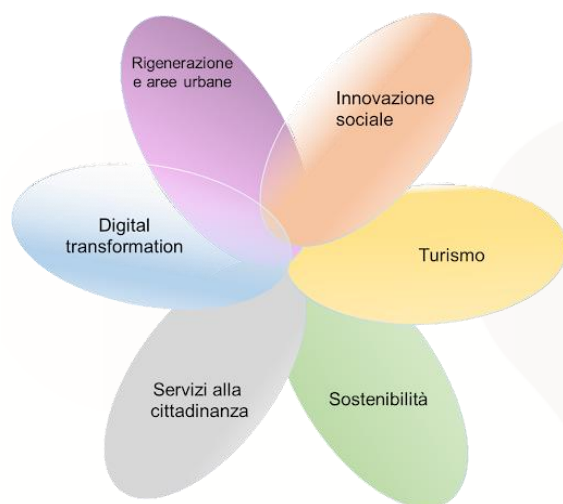 Rigenerazione
e aree urbane
Innovazione
sociale
Digital
transformation
Turismo
Servizi alla
cittadinanza
Sostenibilità